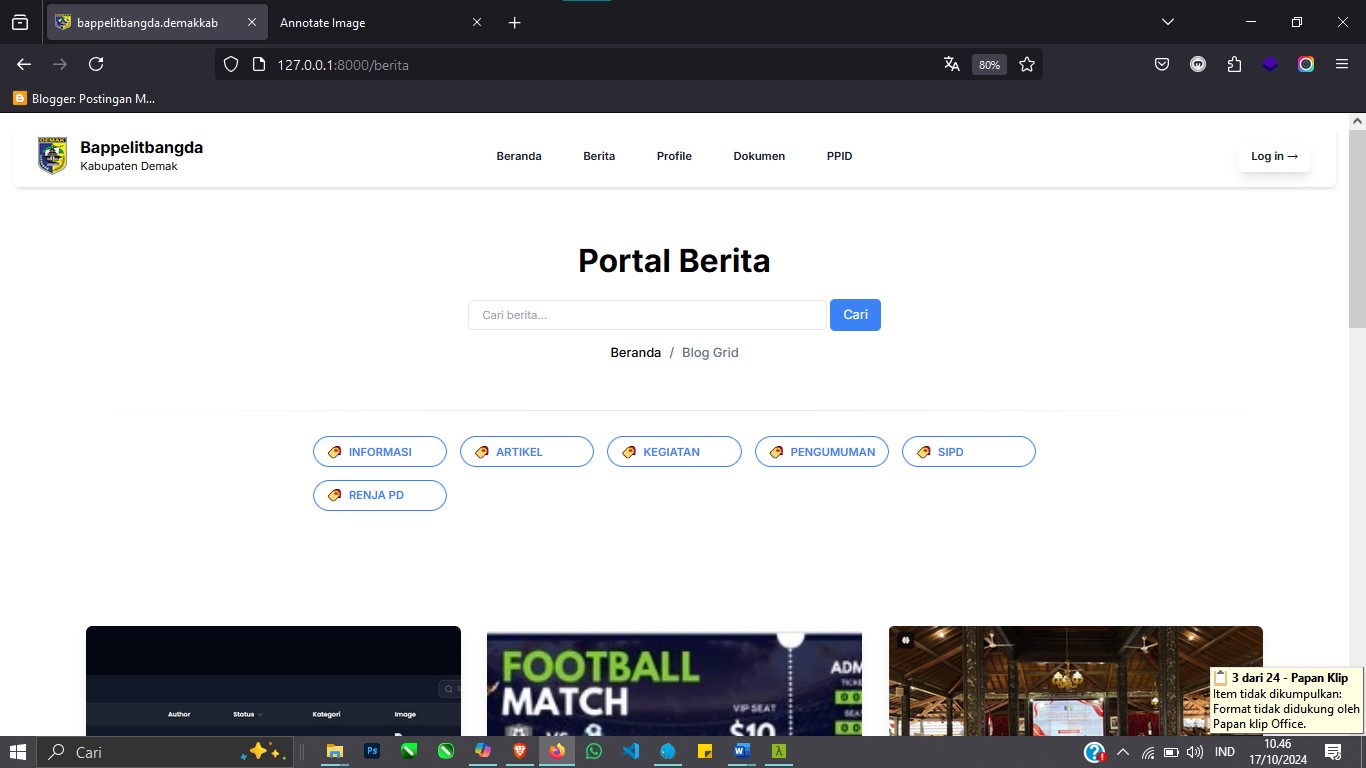 bappelitbangda.demakkab
Annotate Image
127.0.0.1:8000/berita
80%
Blogger: Postingan M...
DEMAK
Bappelitbangda
Kabupaten Demak
Beranda
Berita
Profile
Dokumen
PPID
Log in →
Portal Berita
Cari berita...
Cari
Beranda / Blog Grid
INFORMASI
ARTIKEL
KEGIATAN
PENGUMUMAN
SIPD
RENJA PD
Author
Status
Kategori
Image
FOOTBALL
MATCH
VS
VIP SEAT
$10
ADM
3 dari 24 - Papan Klip
Item tidak dikumpulkan:
Format tidak didukung oleh
Papan klip Office.
Cari
IND
10.46
17/10/2024